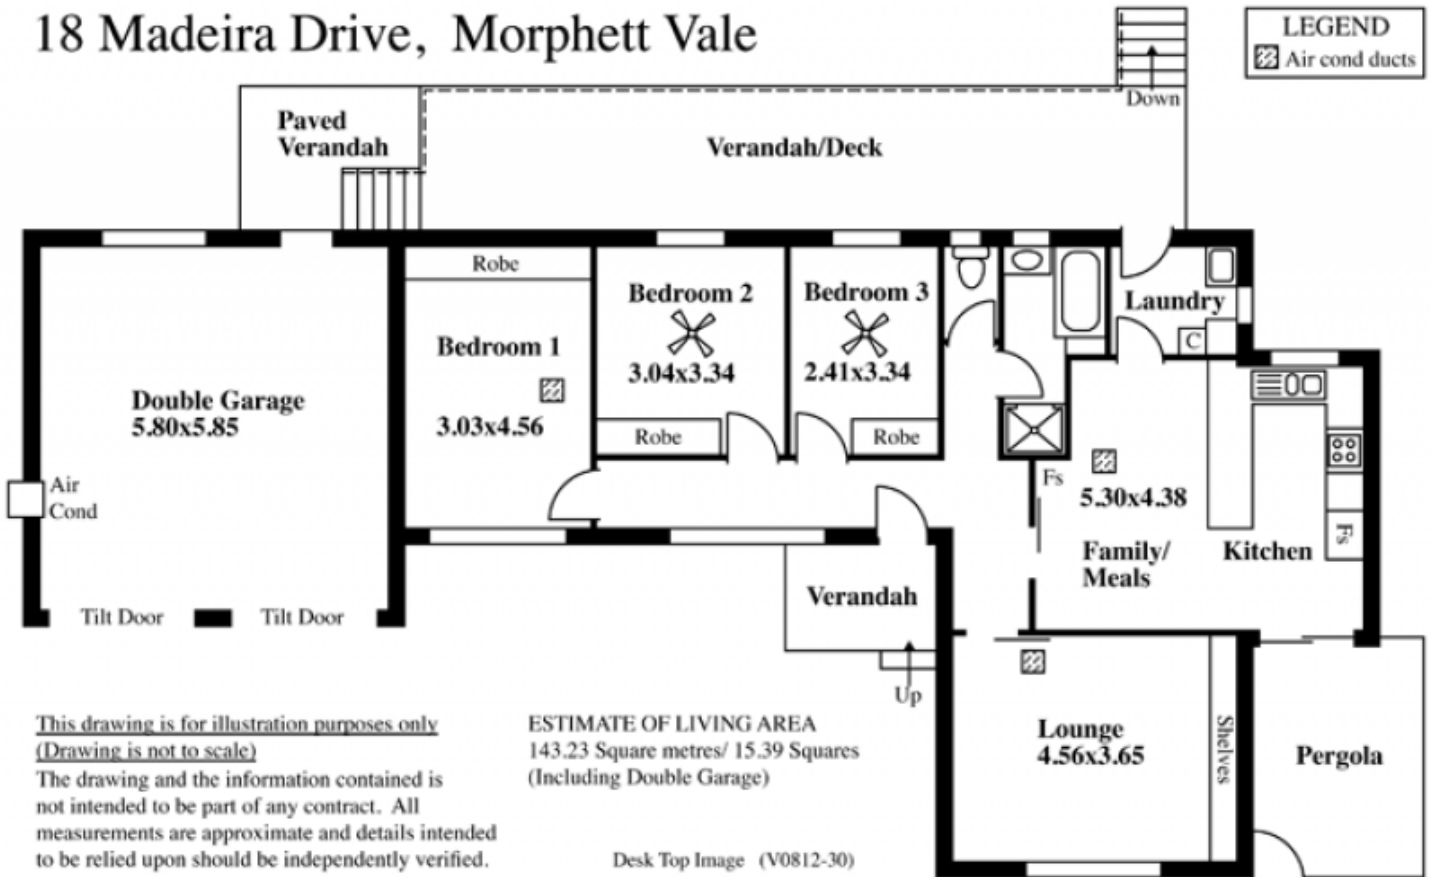 18 Madeira Drive, Morphett Vale
LEGEND
Air cond ducts
Down
Paved
Verandah
Verandah/Deck
Robe
Bedroom 1
3.03x4.56
Bedroom 2
3.04x3.34
Robe
Bedroom 3
2.41x3.34
Robe
Laundry
C
Double Garage
5.80x5.85
Air
Cond
Tilt Door
Tilt Door
Fs
5.30x4.38
Family/
Meals
Kitchen
Fs
Verandah
Up
Lounge
4.56x3.65
Shelves
Pergola
This drawing is for illustration purposes only
(Drawing is not to scale)
The drawing and the information contained is
not intended to be part of any contract. All
measurements are approximate and details intended
to be relied upon should be independently verified.
ESTIMATE OF LIVING AREA
143.23 Square metres/ 15.39 Squares
(Including Double Garage)
Desk Top Image (V0812-30)